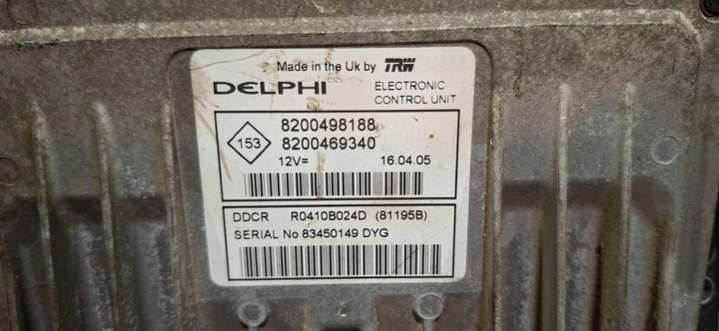 Made in the Uk by TRW
DELPHI ELECTRONIC
CONTROL UNIT
153
8200498188
8200469340
12V= 16.04.05
DDCR R0410B024D (81195B)
SERIAL No 83450149 DYG